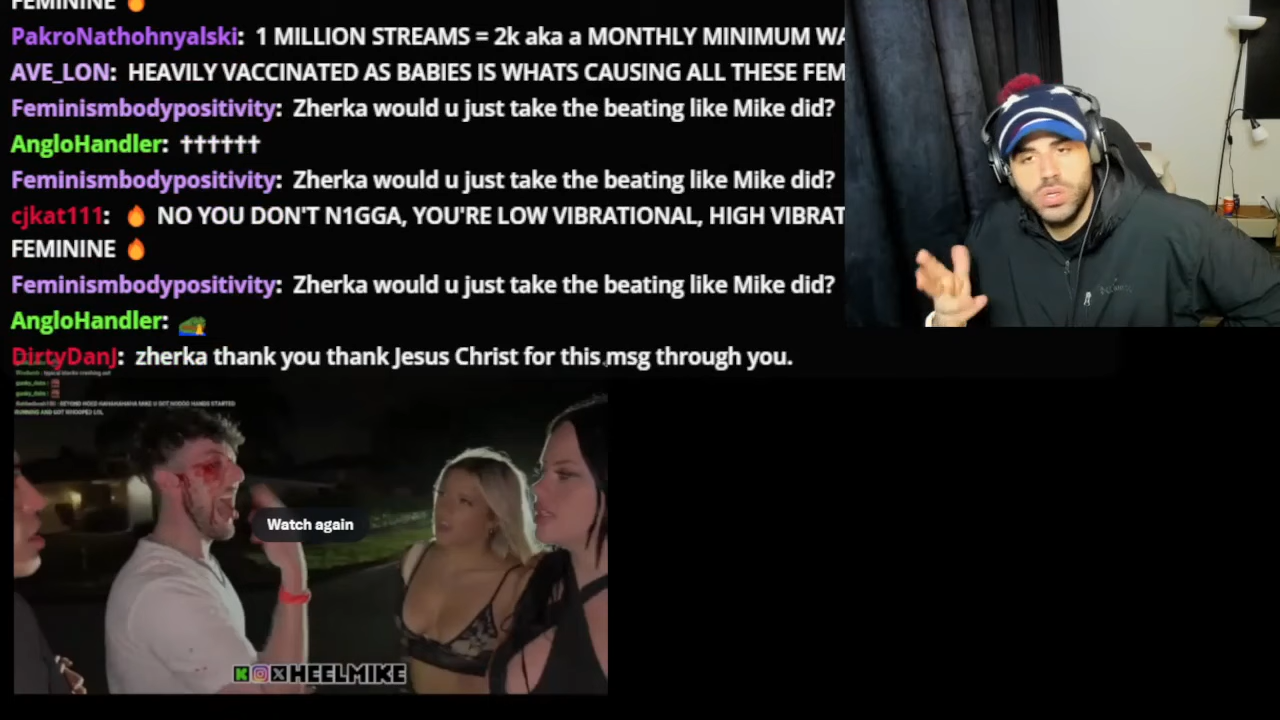 FEMININE 🔥
PakroNathohnyalski: 1 MILLION STREAMS = 2k aka a MONTHLY MINIMUM WA
AVE_LON: HEAVILY VACCINATED AS BABIES IS WHATS CAUSING ALL THESE FEM
Feminismbodypositivity: Zherka would u just take the beating like Mike did?
AngloHandler: ††††††
Feminismbodypositivity: Zherka would u just take the beating like Mike did?
cjkat111: 🔥 NO YOU DON'T N1GGA, YOU'RE LOW VIBRATIONAL, HIGH VIBRAT
FEMININE 🔥
Feminismbodypositivity: Zherka would u just take the beating like Mike did?
AngloHandler:
DirtyDanJ: zherka thank you thank Jesus Christ for this msg through you.
Watch again
HEELMIKE